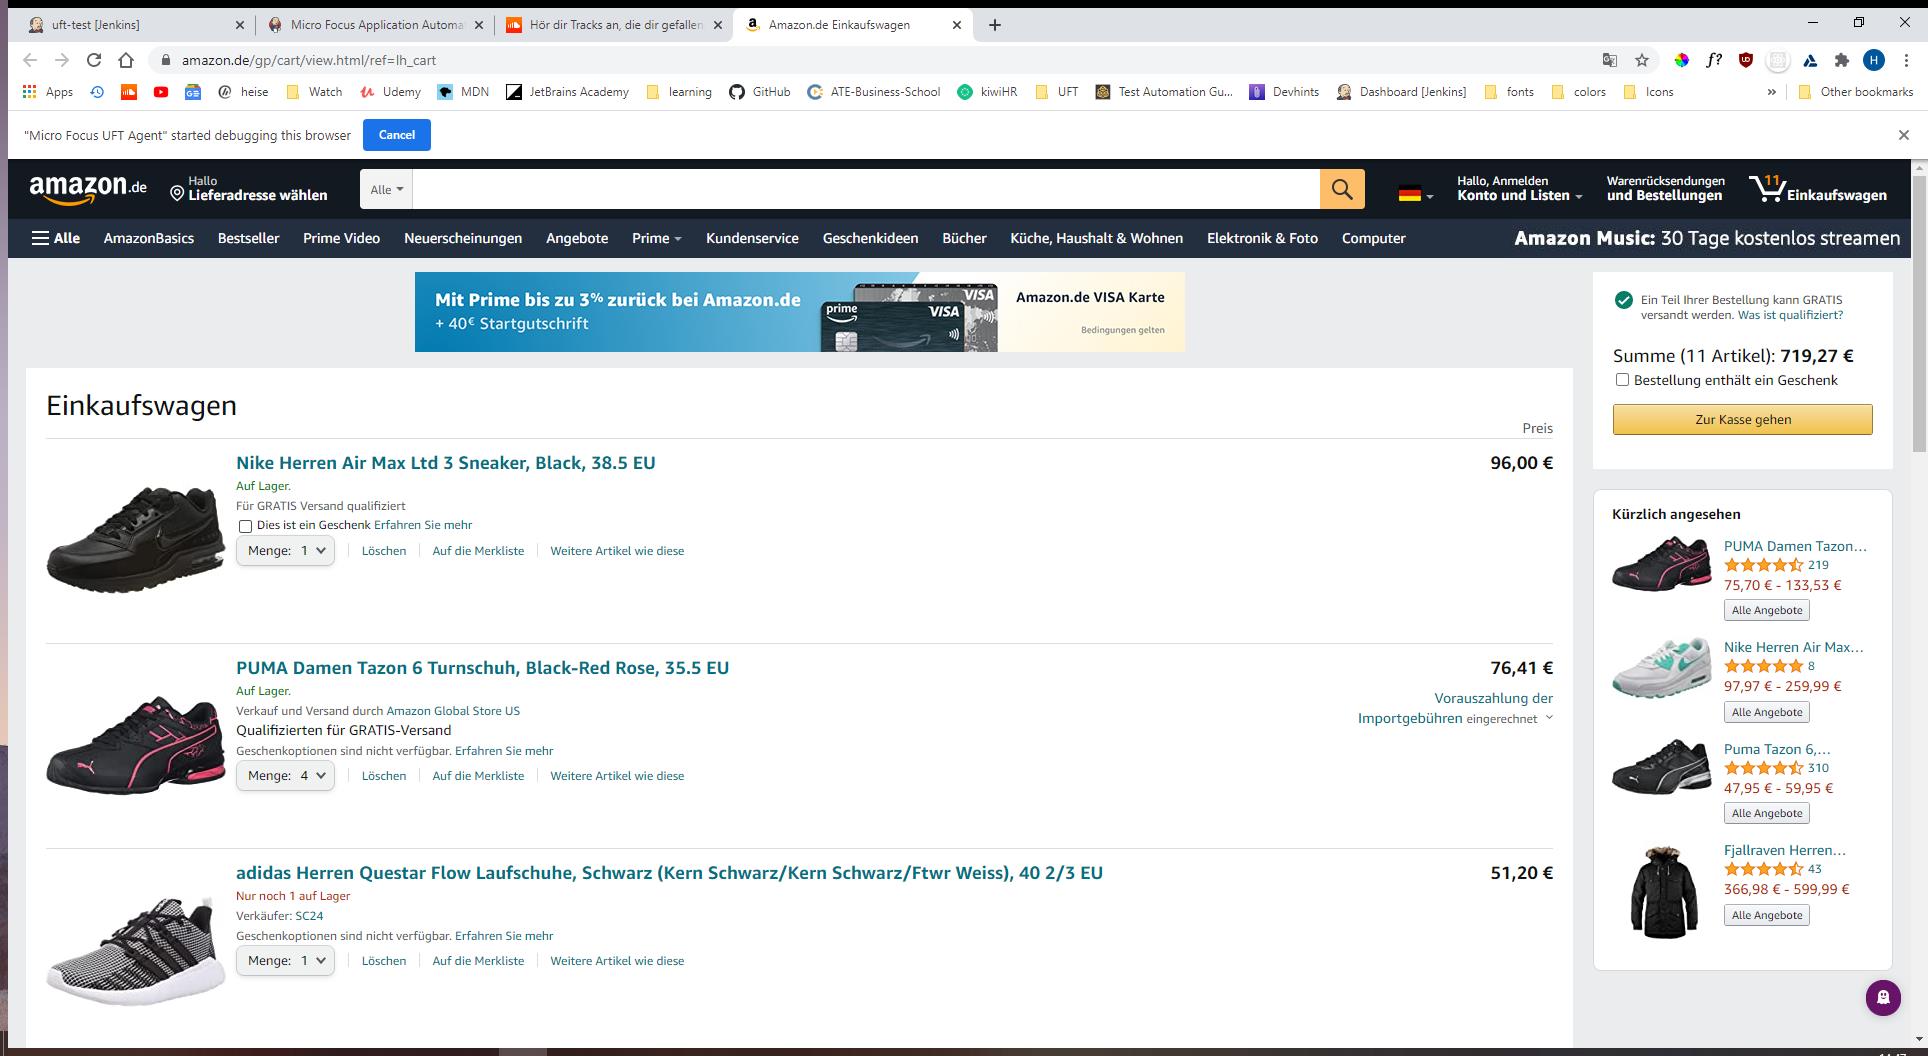 uft-test [Jenkins]
Micro Focus Application Automa
Hör dir Tracks an, die dir gefallen
Amazon.de Einkaufswagen
amazon.de/gp/cart/view.html/ref=lh_cart
f?
H
Apps
heise
Watch
Udemy
MDN
JetBrains Academy
learning
GitHub
ATE-Business-School
kiwiHR
UFT
Test Automation Gu...
Devhints
Dashboard [Jenkins]
fonts
colors
Icons
»
Other bookmarks
"Micro Focus UFT Agent" started debugging this browser
Cancel
amazon.de
Hallo
Lieferadresse wählen
Alle
Hallo, Anmelden
Konto und Listen
Warenrücksendungen
und Bestellungen
11
Einkaufswagen
Alle
AmazonBasics
Bestseller
Prime Video
Neuerscheinungen
Angebote
Prime
Kundenservice
Geschenkideen
Bücher
Küche, Haushalt & Wohnen
Elektronik & Foto
Computer
Amazon Music: 30 Tage kostenlos streamen
Mit Prime bis zu 3% zurück bei Amazon.de
+ 40€ Startgutschrift
prime
VISA
VISA
Amazon.de VISA Karte
Bedingungen gelten
Ein Teil Ihrer Bestellung kann GRATIS
versandt werden. Was ist qualifiziert?
Summe (11 Artikel): 719,27 €
Bestellung enthält ein Geschenk
Zur Kasse gehen
Einkaufswagen
Preis
Nike Herren Air Max Ltd 3 Sneaker, Black, 38.5 EU
96,00 €
Auf Lager.
Für GRATIS Versand qualifiziert
Dies ist ein Geschenk Erfahren Sie mehr
Menge: 1
Löschen
Auf die Merkliste
Weitere Artikel wie diese
PUMA Damen Tazon 6 Turnschuh, Black-Red Rose, 35.5 EU
76,41 €
Auf Lager.
Vorauszahlung der
Importgebühren eingerechnet
Verkauf und Versand durch Amazon Global Store US
Qualifizierten für GRATIS-Versand
Geschenkoptionen sind nicht verfügbar. Erfahren Sie mehr
Menge: 4
Löschen
Auf die Merkliste
Weitere Artikel wie diese
adidas Herren Questar Flow Laufschuhe, Schwarz (Kern Schwarz/Kern Schwarz/Ftwr Weiss), 40 2/3 EU
51,20 €
Nur noch 1 auf Lager
Verkäufer: SC24
Geschenkoptionen sind nicht verfügbar. Erfahren Sie mehr
Menge: 1
Löschen
Auf die Merkliste
Weitere Artikel wie diese
Kürzlich angesehen
PUMA Damen Tazon...
219
75,70 € - 133,53 €
Alle Angebote
Nike Herren Air Max...
8
97,97 € - 259,99 €
Alle Angebote
Puma Tazon 6,...
310
47,95 € - 59,95 €
Alle Angebote
Fjallraven Herren...
43
366,98 € - 599,99 €
Alle Angebote